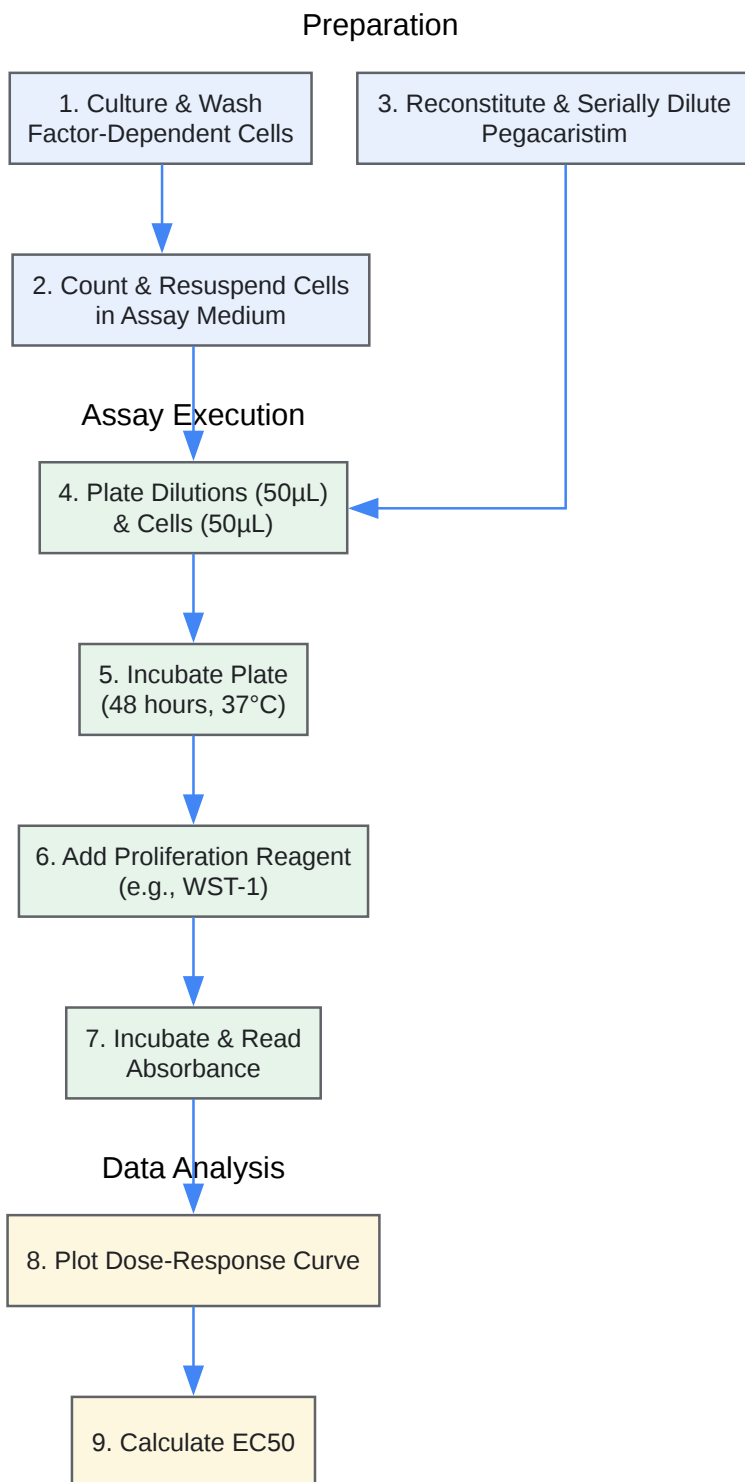 Preparation
1. Culture & Wash
Factor-Dependent Cells
3. Reconstitute & Serially Dilute
Pegacaristim
2. Count & Resuspend Cells
in Assay Medium
Assay Execution
4. Plate Dilutions (50µL)
& Cells (50µL)
5. Incubate Plate
(48 hours, 37°C)
6. Add Proliferation Reagent
(e.g., WST-1)
7. Incubate & Read
Absorbance
Data Analysis
8. Plot Dose-Response Curve
9. Calculate EC50